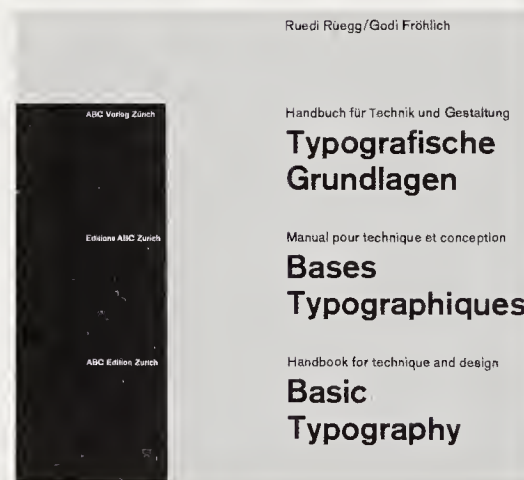 Ruedi Rüegg/Godi Fröhlich
ABC Verlag Zürich
Handbuch für Technik und Gestaltung
Typografische
Grundlagen
Editions ABC Zurich
Manual pour technique et conception
Bases
Typographiques
ABC Edition Zurich
Handbook for technique and design
Basic
Typography